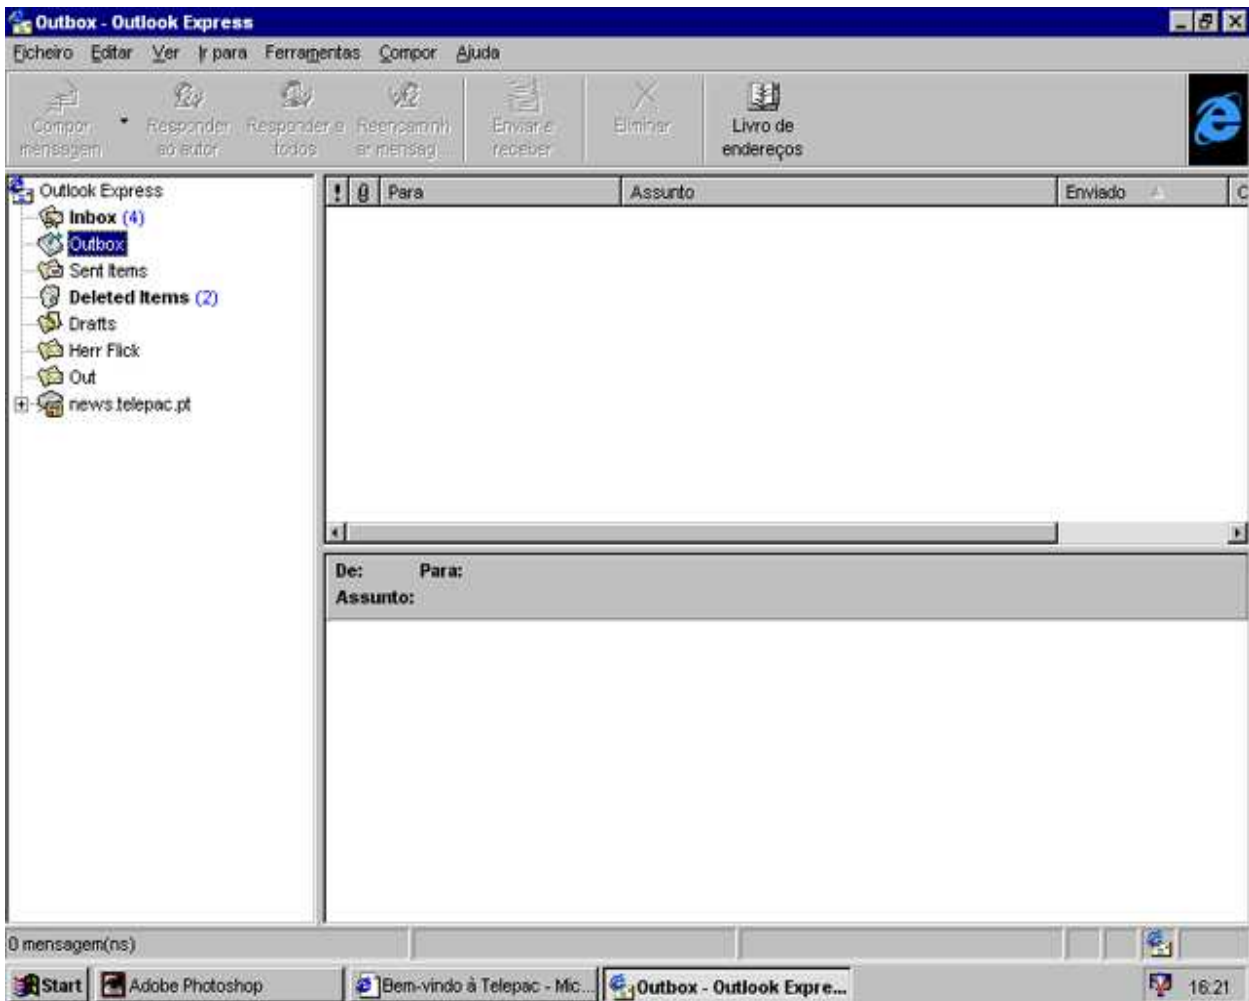 Outbox - Outlook Express
Ficheiro Editar Ver Ir para Ferramentas Compor Ajuda
Compor mensagem
Responder ao autor
Responder a todos
Reencaminh ar mensag...
Enviar e receber
Eliminar
Livro de endereços
Outlook Express
! Para Assunto Enviado C
Inbox (4)
Outbox
Sent Items
Deleted Items (2)
Drafts
Herr Flick
Out
news.telepac.pt
De: Para:
Assunto:
0 mensagem(ns)
Start Adobe Photoshop Bem-vindo à Telepac - Mic... Outbox - Outlook Expre... 16:21